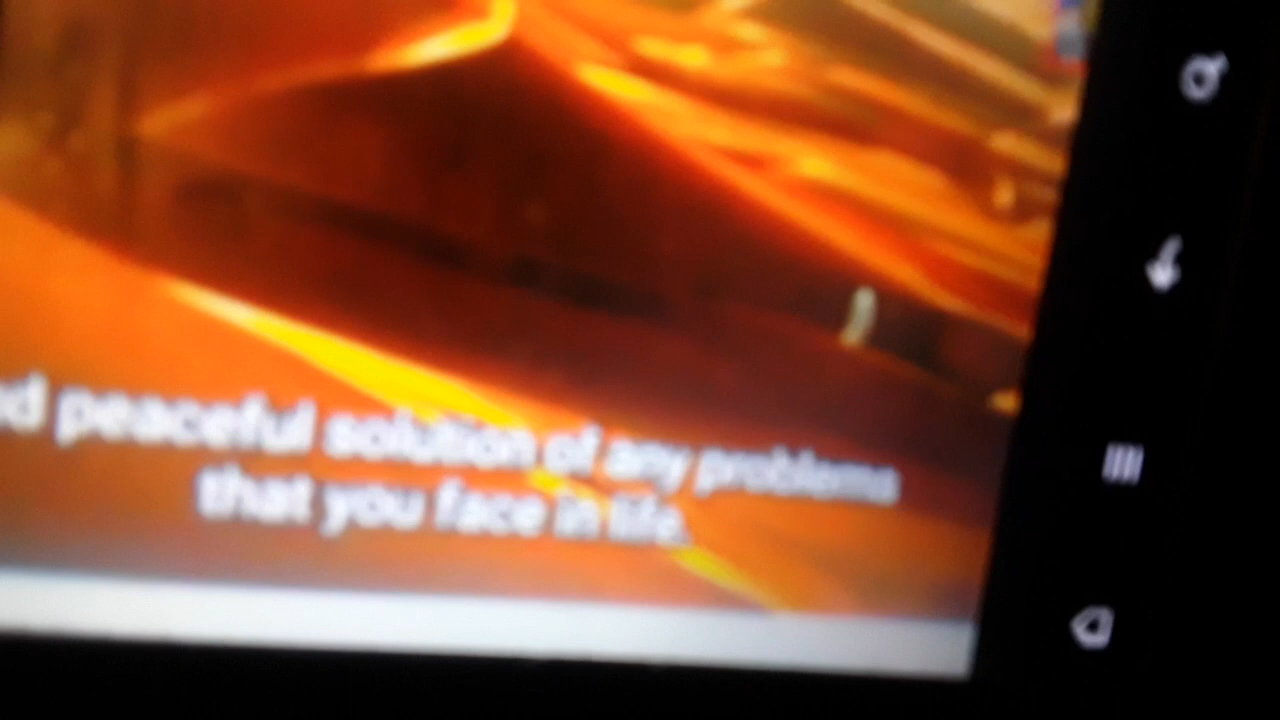 peaceful solution of any problems
that you face in life.